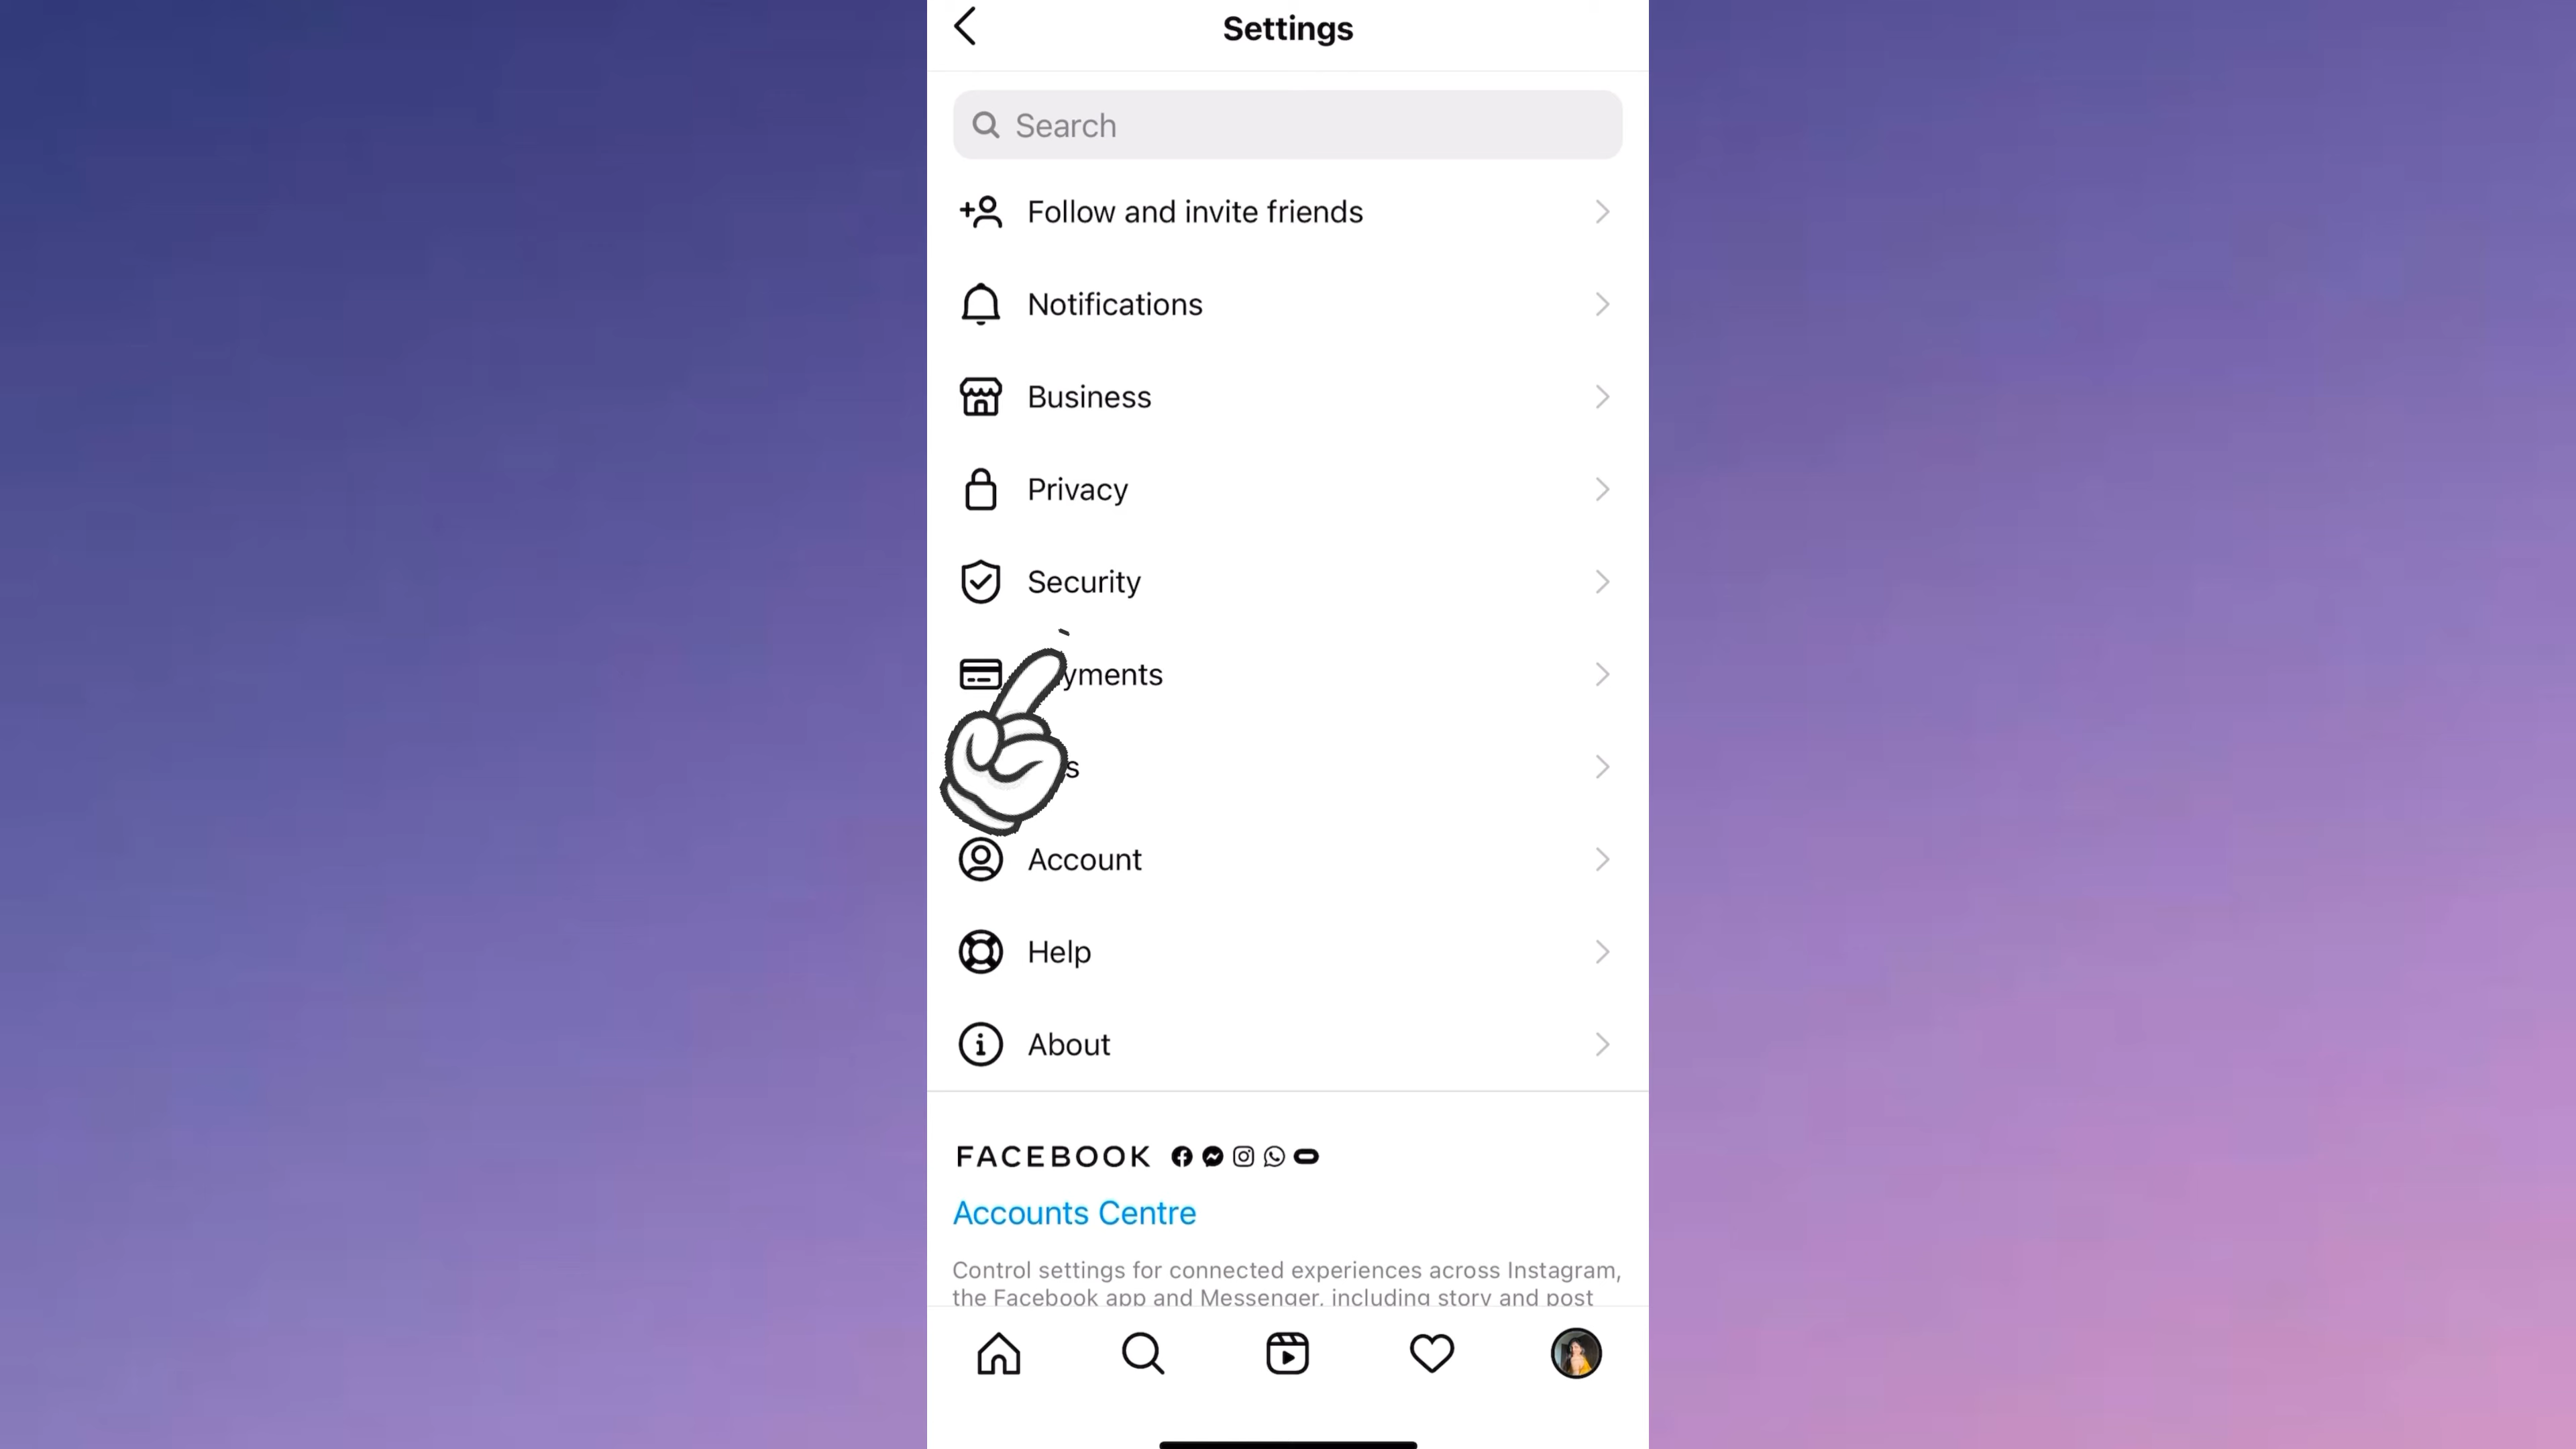 Settings
Search
Follow and invite friends
Notifications
Business
Privacy
Security
yments
s
Account
Help
About
FACEBOOK
Accounts Centre
Control settings for connected experiences across Instagram,
the Facebook app and Messenger, including story and post